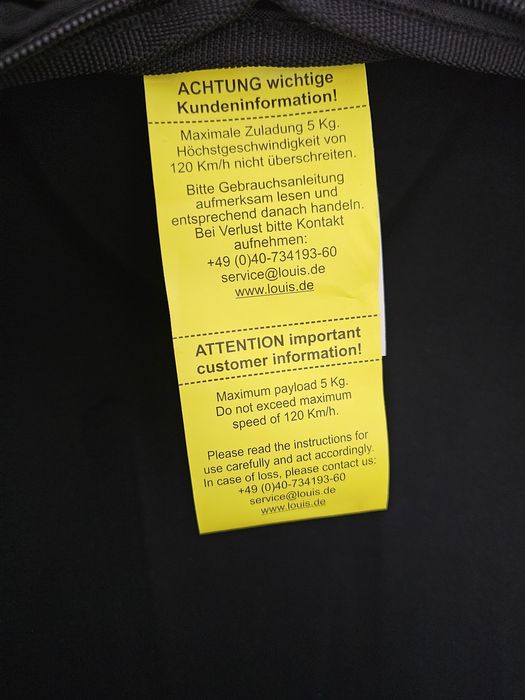 ACHTUNG wichtige
Kundeninformation!
Maximale Zuladung 5 Kg.
Höchstgeschwindigkeit von
120 Km/h nicht überschreiten.
Bitte Gebrauchsanleitung
aufmerksam lesen und
entsprechend danach handeln.
Bei Verlust bitte Kontakt
aufnehmen:
+49 (0)40-734193-60
service@louis.de
www.louis.de
ATTENTION important
customer information!
Maximum payload 5 Kg.
Do not exceed maximum
speed of 120 Km/h.
Please read the instructions for
use carefully and act accordingly.
In case of loss, please contact us:
+49 (0)40-734193-60
service@louis.de
www.louis.de